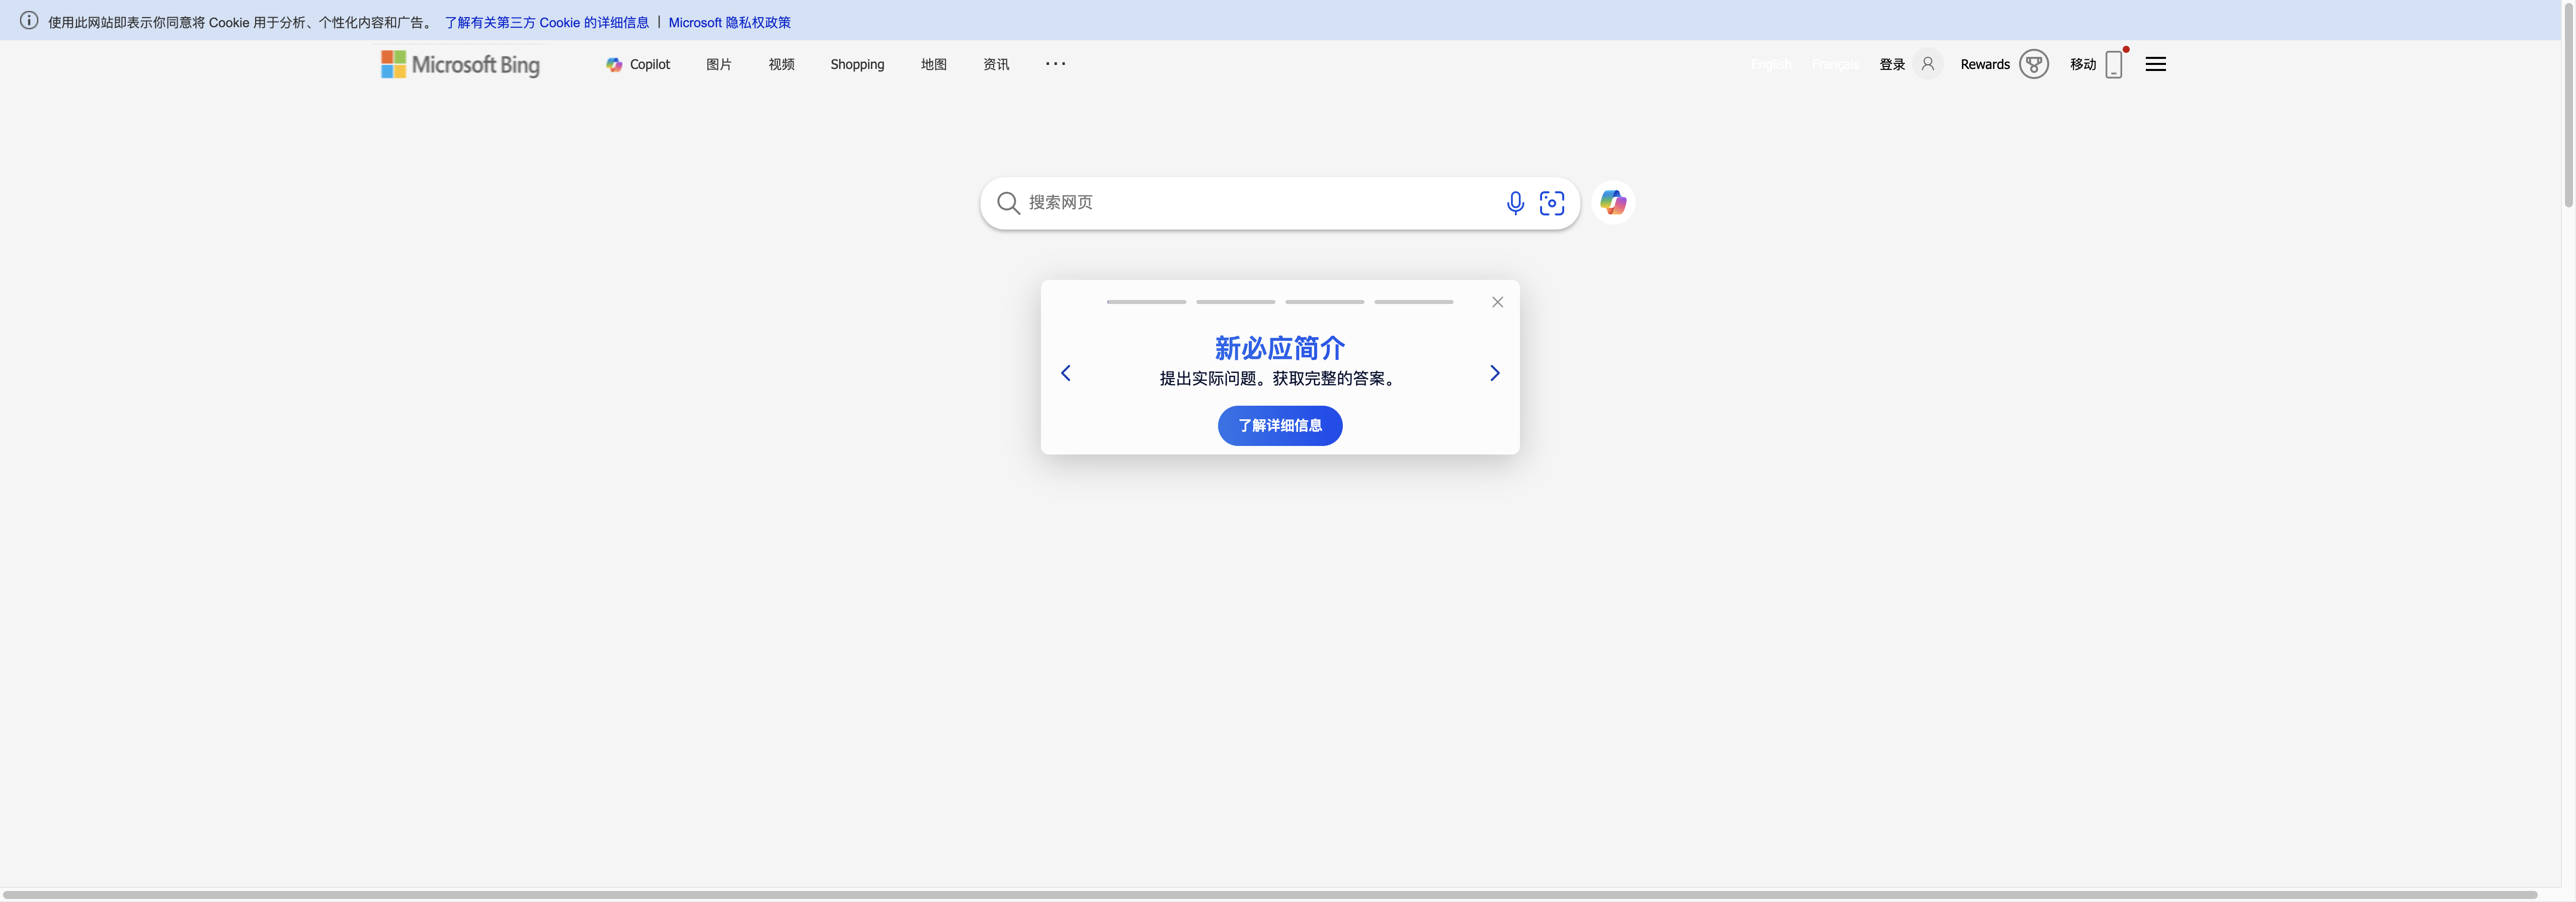 使用此网站即表示你同意将 Cookie 用于分析、个性化内容和广告。 了解有关第三方 Cookie 的详细信息 | Microsoft 隐私权政策
Microsoft Bing Copilot 图片 视频 Shopping 地图 资讯 ··· English Français 登录 Rewards 移动
搜索网页
新必应简介
提出实际问题。获取完整的答案。
了解详细信息